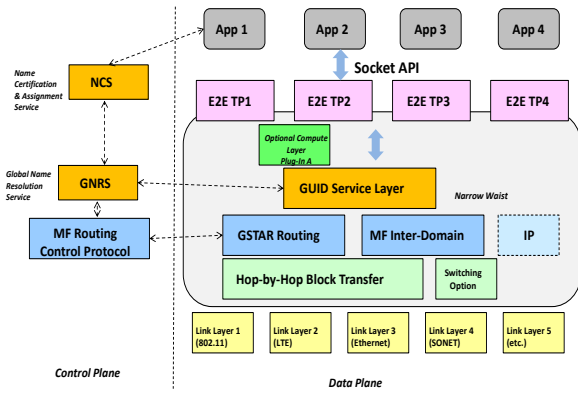 App 1
App 2
App 3
App 4
Socket API
Name
Certification
& Assignment
Service
NCS
E2E TP1
E2E TP2
E2E TP3
E2E TP4
Optional Compute
Layer
Plug-In A
Global Name
Resolution
Service
GNRS
GUID Service Layer
Narrow Waist
MF Routing
Control Protocol
GSTAR Routing
MF Inter-Domain
IP
Hop-by-Hop Block Transfer
Switching
Option
Link Layer 1
(802.11)
Link Layer 2
(LTE)
Link Layer 3
(Ethernet)
Link Layer 4
(SONET)
Link Layer 5
(etc.)
Control Plane
Data Plane